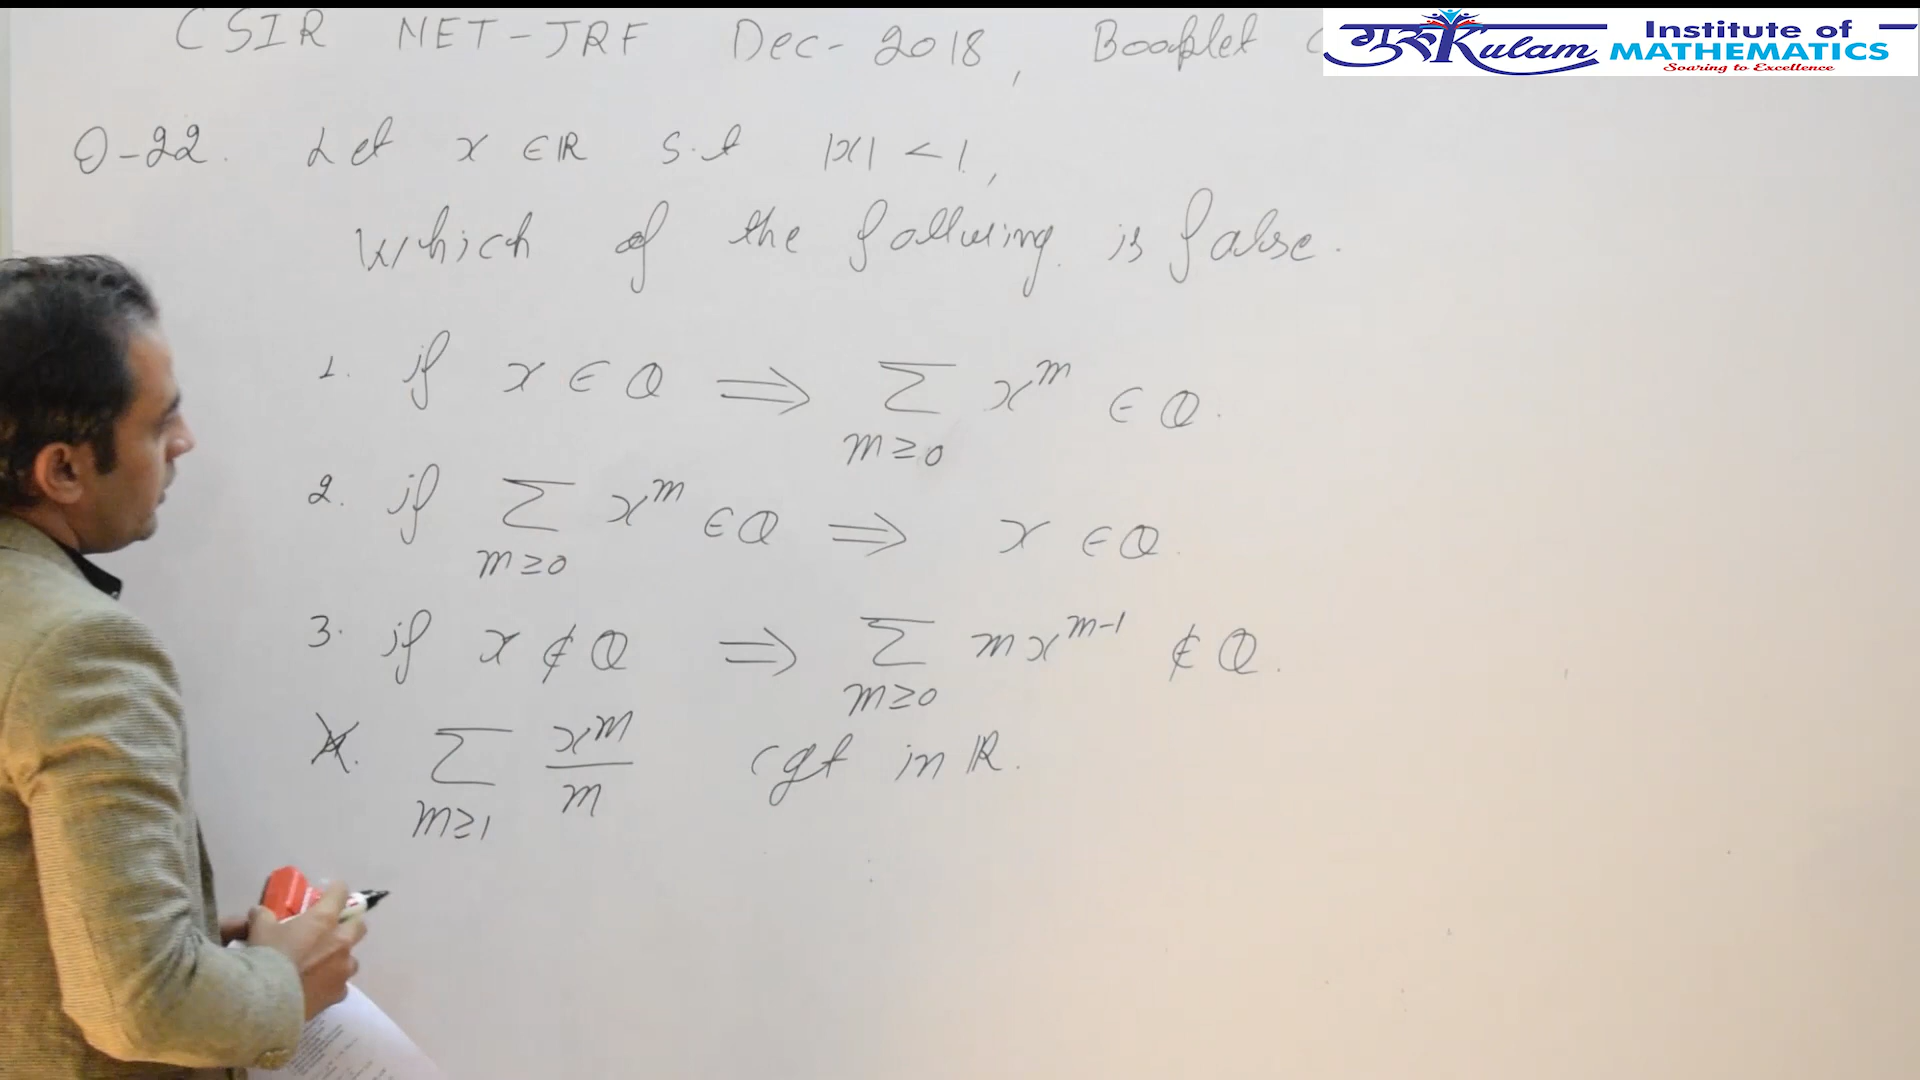 CSIR NET-JRF Dec-2018, Booklet C
गुरुKulam Institute of MATHEMATICS
Soaring to Excellence
Q-22. Let x ∈ ℝ s.t |x| < 1,
which of the following is false.
1. if x ∈ Q ⟹ ∑_{m≥0} x^m ∈ Q.
2. if ∑_{m≥0} x^m ∈ Q ⟹ x ∈ Q.
3. if x ∉ Q ⟹ ∑_{m≥0} m x^{m-1} ∉ Q.
4. ∑_{m≥1} x^m/m cgt in ℝ.